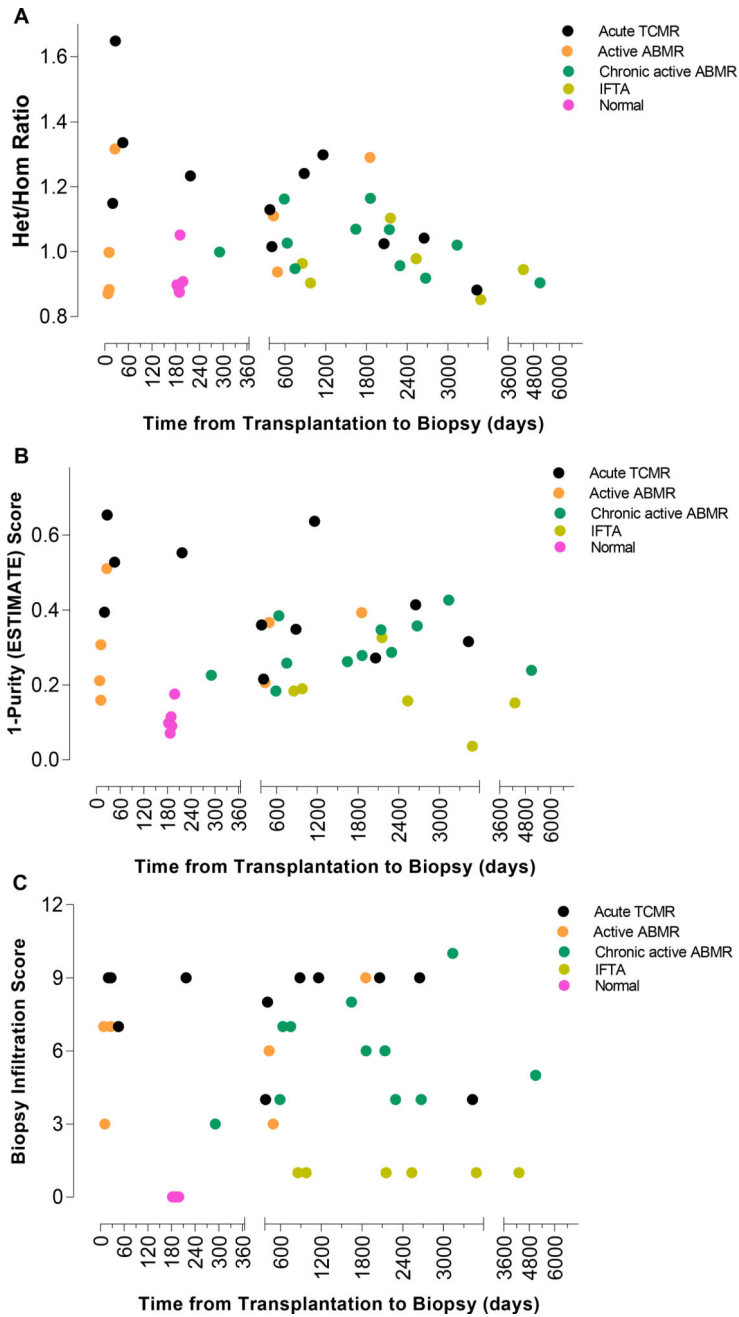 A
Het/Hom Ratio
1.6
1.4
1.2
1.0
0.8
Acute TCMR
Active ABMR
Chronic active ABMR
IFTA
Normal
0 60 120 180 240 300 360 600 1200 1800 2400 3000 3600 4800 6000
Time from Transplantation to Biopsy (days)
B
1-Purity (ESTIMATE) Score
0.6
0.4
0.2
0.0
Acute TCMR
Active ABMR
Chronic active ABMR
IFTA
Normal
0 60 120 180 240 300 360 600 1200 1800 2400 3000 3600 4800 6000
Time from Transplantation to Biopsy (days)
C
Biopsy Infiltration Score
12
9
6
3
0
Acute TCMR
Active ABMR
Chronic active ABMR
IFTA
Normal
0 60 120 180 240 300 360 600 1200 1800 2400 3000 3600 4800 6000
Time from Transplantation to Biopsy (days)